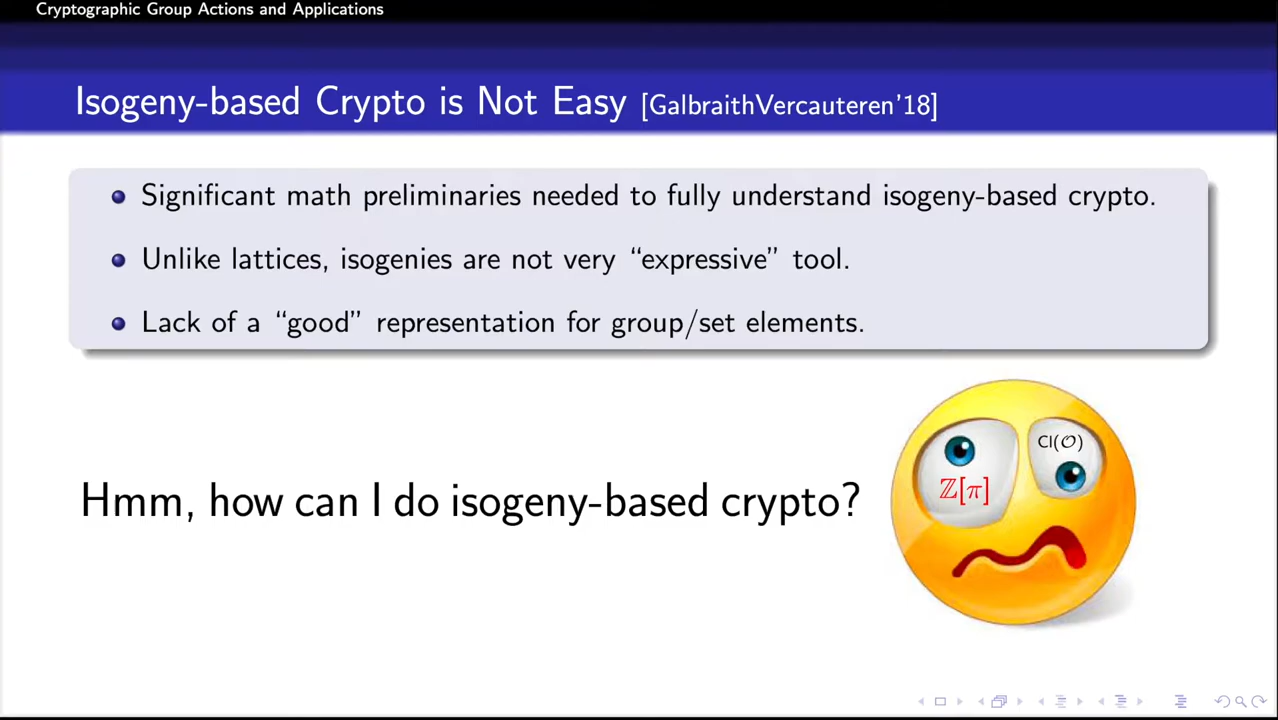 Cryptographic Group Actions and Applications
Isogeny-based Crypto is Not Easy [GalbraithVercauteren'18]
Significant math preliminaries needed to fully understand isogeny-based crypto.
Unlike lattices, isogenies are not very “expressive” tool.
Lack of a “good” representation for group/set elements.
Cl(𝒪)
ℤ[π]
Hmm, how can I do isogeny-based crypto?